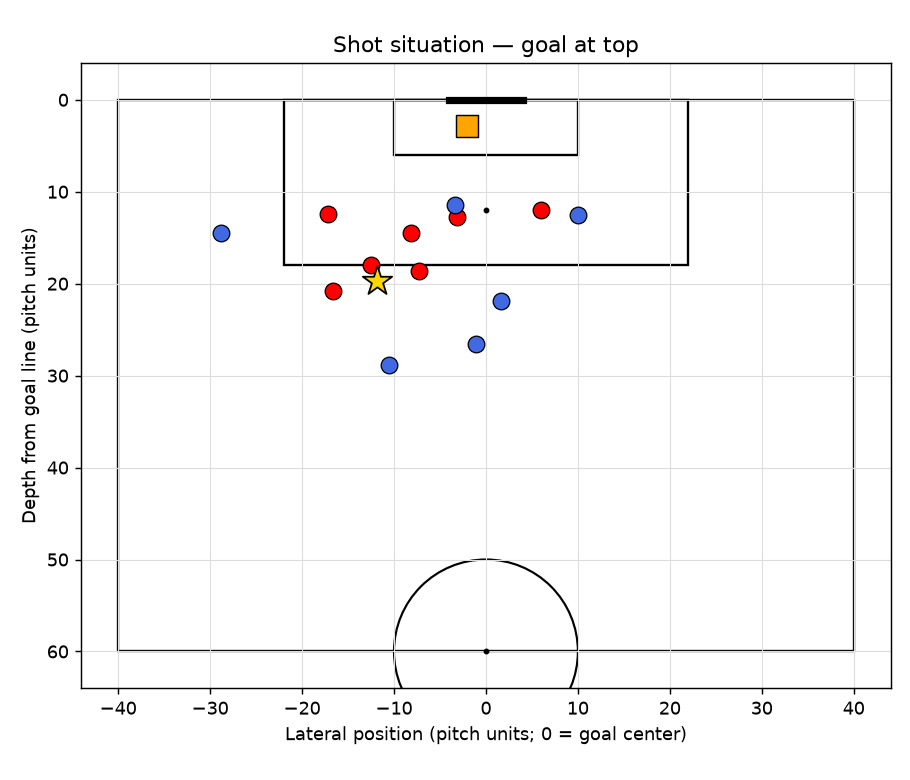 Shot situation — goal at top
Depth from goal line (pitch units)
0
10
20
30
40
50
60
−40 −30 −20 −10 0 10 20 30 40
Lateral position (pitch units; 0 = goal center)